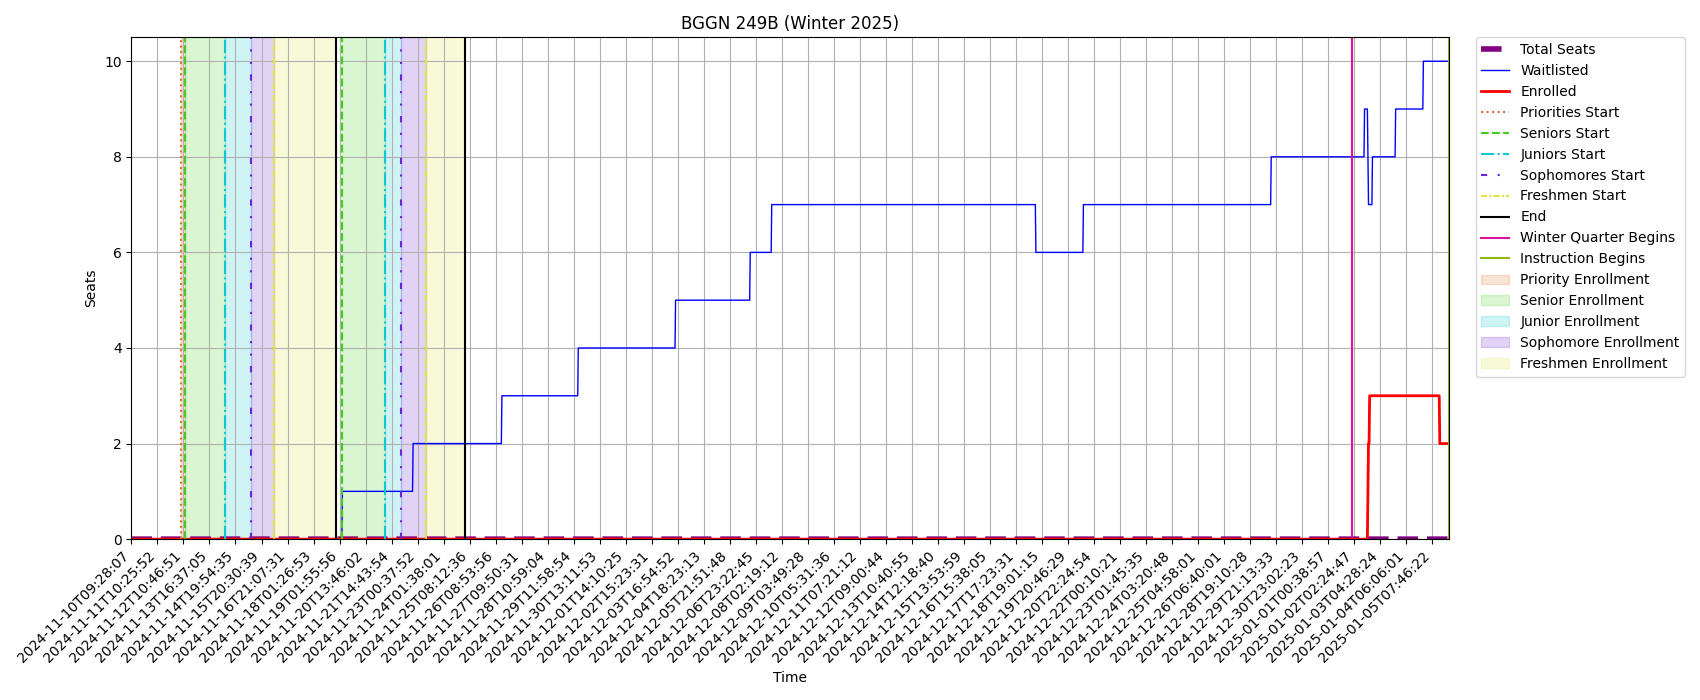 BGGN 249B (Winter 2025)
Total Seats
Waitlisted
Enrolled
Priorities Start
Seniors Start
Juniors Start
Sophomores Start
Freshmen Start
End
Winter Quarter Begins
Instruction Begins
Priority Enrollment
Senior Enrollment
Junior Enrollment
Sophomore Enrollment
Freshmen Enrollment
Seats
10
8
6
4
2
0
2024-11-10T09:28:07
2024-11-11T10:25:52
2024-11-12T10:46:51
2024-11-13T16:37:05
2024-11-14T19:54:35
2024-11-15T20:30:39
2024-11-16T21:07:31
2024-11-18T01:26:53
2024-11-19T01:55:56
2024-11-20T13:46:02
2024-11-21T14:43:54
2024-11-23T00:37:52
2024-11-24T01:38:01
2024-11-25T08:12:36
2024-11-26T08:53:56
2024-11-27T09:50:31
2024-11-28T10:59:04
2024-11-29T11:58:54
2024-11-30T13:11:53
2024-12-01T14:10:25
2024-12-02T15:23:31
2024-12-03T16:54:52
2024-12-04T18:23:13
2024-12-05T21:51:48
2024-12-06T23:22:45
2024-12-08T02:19:12
2024-12-09T03:49:28
2024-12-10T05:31:36
2024-12-11T07:21:12
2024-12-12T09:00:44
2024-12-13T10:40:55
2024-12-14T12:18:40
2024-12-15T13:53:59
2024-12-16T15:38:05
2024-12-17T17:23:31
2024-12-18T19:01:15
2024-12-19T20:46:29
2024-12-20T22:24:54
2024-12-22T00:10:21
2024-12-23T01:45:35
2024-12-24T03:20:48
2024-12-25T04:58:01
2024-12-26T06:40:01
2024-12-28T19:10:28
2024-12-29T21:13:33
2024-12-30T23:02:23
2025-01-01T00:38:57
2025-01-02T02:24:47
2025-01-03T04:28:24
2025-01-04T06:06:01
2025-01-05T07:46:22
Time